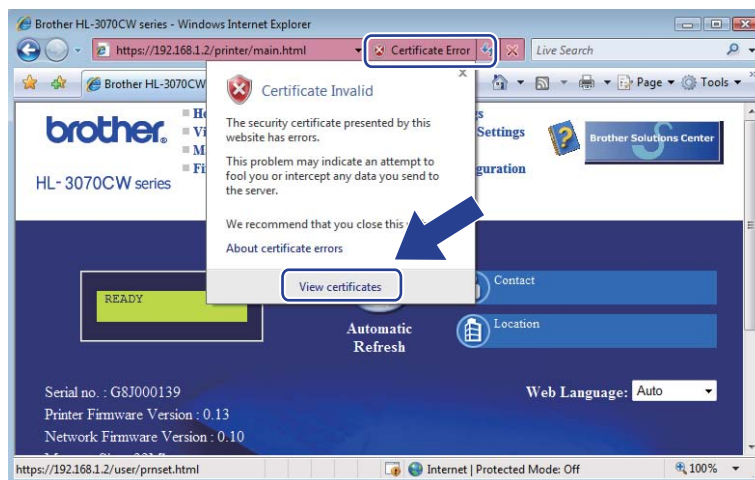 Brother HL-3070CW series - Windows Internet Explorer
https://192.168.1.2/printer/main.html
Certificate Error
Live Search
Brother HL-3070CW
Page
Tools
Certificate Invalid
The security certificate presented by this
website has errors.
This problem may indicate an attempt to
fool you or intercept any data you send to
the server.
We recommend that you close this
About certificate errors
View certificates
brother
HL-3070CW series
Settings
Brother Solutions Center
READY
Automatic
Refresh
Contact
Location
Serial no. : G8J000139
Printer Firmware Version : 0.13
Network Firmware Version : 0.10
Web Language: Auto
https://192.168.1.2/user/prnset.html
Internet | Protected Mode: Off
100%